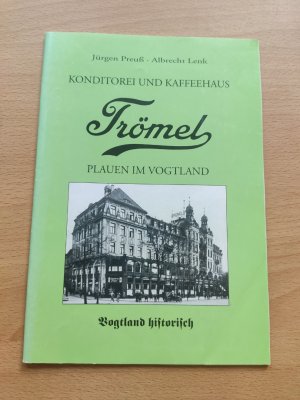 Jürgen Preuß · Albrecht Lenk
KONDITOREI UND KAFFEEHAUS
Trömel
PLAUEN IM VOGTLAND
Vogtland historisch